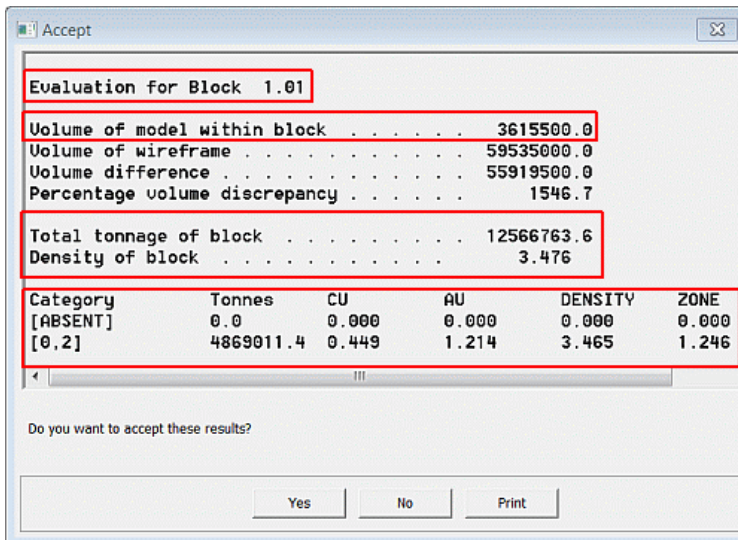 Accept
Evaluation for Block 1.01
Volume of model within block . . . . . . 3615500.0
Volume of wireframe . . . . . . . . . . . 59535000.0
Volume difference . . . . . . . . . . . . 55919500.0
Percentage volume discrepancy . . . . . . 1546.7
Total tonnage of block . . . . . . . . . 12566763.6
Density of block . . . . . . . . . . . 3.476
Category Tonnes CU AU DENSITY ZONE
[ABSENT] 0.0 0.000 0.000 0.000 0.000
[0,2] 4869011.4 0.449 1.214 3.465 1.246
Do you want to accept these results?
Yes No Print